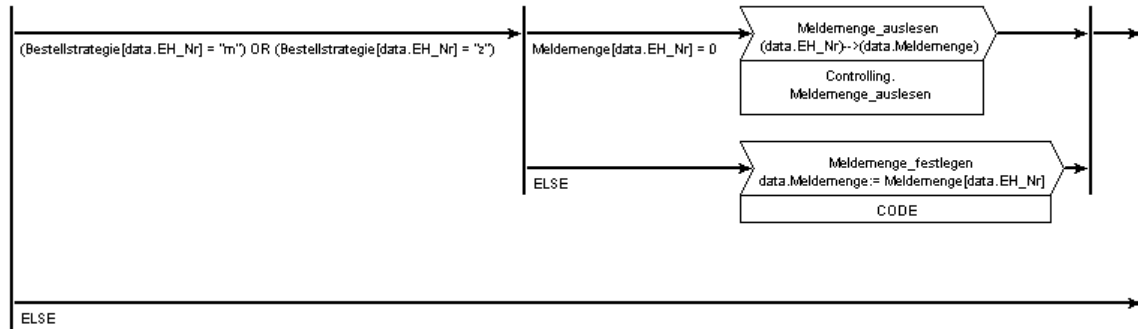 (Bestellstrategie[data.EH_Nr] = "m") OR (Bestellstrategie[data.EH_Nr] = "z")
Meldemenge[data.EH_Nr] = 0
Meldemenge_auslesen
(data.EH_Nr)-->(data.Meldemenge)
Controlling.
Meldemenge_auslesen
ELSE
Meldemenge_festlegen
data.Meldemenge:= Meldemenge[data.EH_Nr]
CODE
ELSE